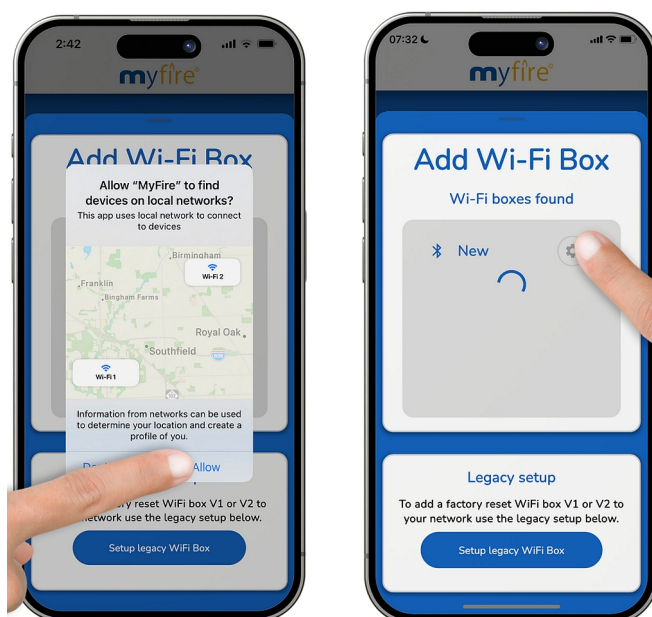 2:42
myfire®
Add Wi-Fi Box
Allow "MyFire" to find
devices on local networks?
This app uses local network to connect
to devices
Birmingham
Wi-Fi 2
Franklin
Bingham Farms
Royal Oak
Southfield
Wi-Fi 1
102
Information from networks can be used
to determine your location and create a
profile of you.
Allow
reset WiFi box V1 or V2 to
network use the legacy setup below.
Setup legacy WiFi Box
07:32
myfire®
Add Wi-Fi Box
Wi-Fi boxes found
New
Legacy setup
To add a factory reset WiFi box V1 or V2 to
your network use the legacy setup below.
Setup legacy WiFi Box